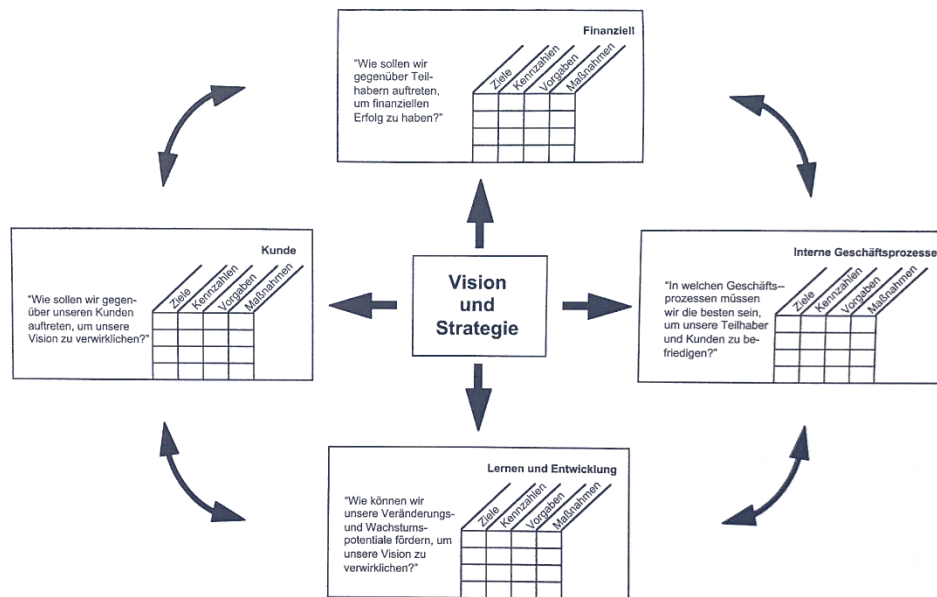 Finanziell
"Wie sollen wir
gegenüber Teil-
habern auftreten,
um finanziellen
Erfolg zu haben?"
Ziele
Kennzahlen
Vorgaben
Maßnahmen
Kunde
"Wie sollen wir gegen-
über unseren Kunden
auftreten, um unsere
Vision zu verwirklichen?"
Ziele
Kennzahlen
Vorgaben
Maßnahmen
Vision
und
Strategie
Interne Geschäftsprozesse
"In welchen Geschäfts-
prozessen müssen
wir die besten sein,
um unsere Teilhaber
und Kunden zu be-
friedigen?"
Ziele
Kennzahlen
Vorgaben
Maßnahmen
Lernen und Entwicklung
"Wie können wir
unsere Veränderungs-
und Wachstums-
potentiale fördern, um
unsere Vision zu
verwirklichen?"
Ziele
Kennzahlen
Vorgaben
Maßnahmen